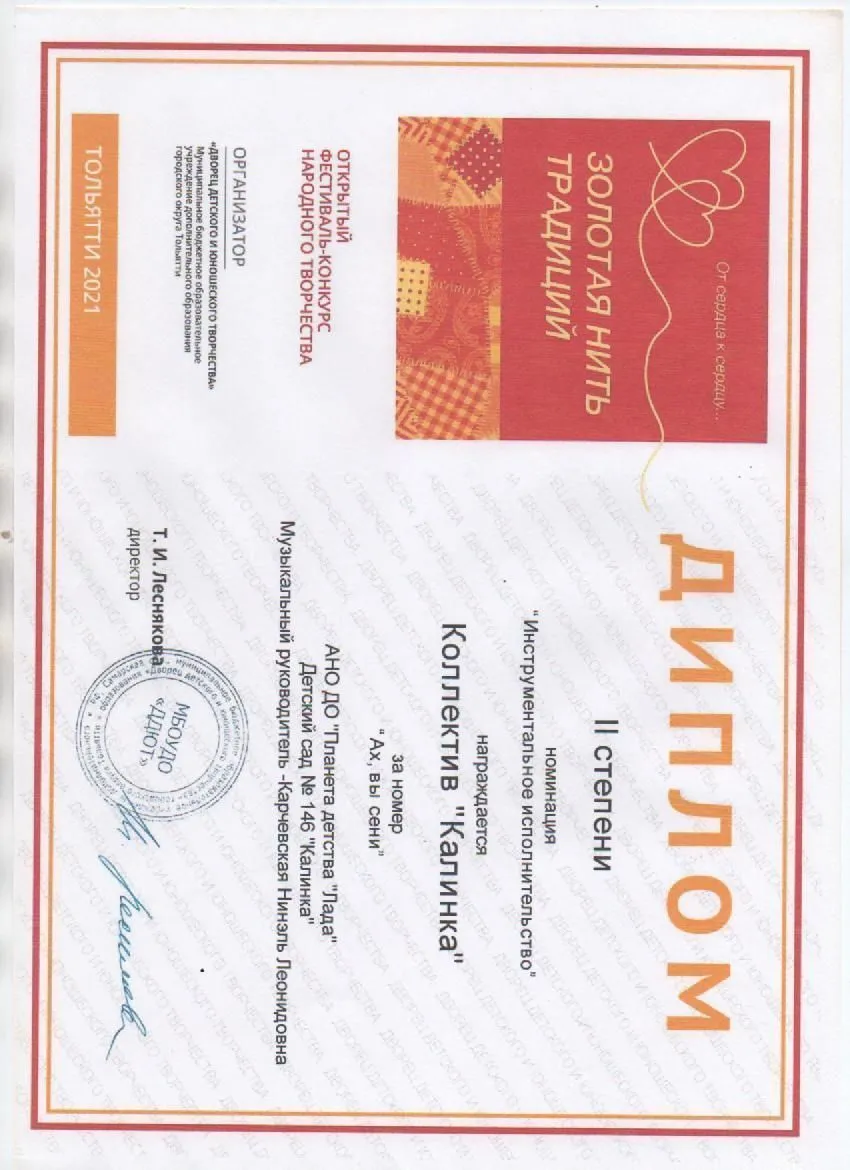 От сердца к сердцу...
ЗОЛОТАЯ НИТЬ
ТРАДИЦИЙ
ОТКРЫТЫЙ
ФЕСТИВАЛЬ-КОНКУРС
НАРОДНОГО ТВОРЧЕСТВА
ОРГАНИЗАТОР
«ДВОРЕЦ ДЕТСКОГО И ЮНОШЕСКОГО ТВОРЧЕСТВА»
Муниципальное бюджетное образовательное
учреждение дополнительного образования
городского округа Тольятти
ТОЛЬЯТТИ 2021
ДИПЛОМ
II степени
номинация
"Инструментальное исполнительство"
награждается
Коллектив "Калинка"
за номер
"Ах, вы сени"
АНО ДО "Планета детства "Лада"
Детский сад № 146 "Калинка"
Музыкальный руководитель -Карчевская Нинэль Леонидовна
Т. И. Леснякова
директор
МБОУДО
«ДДЮТ»